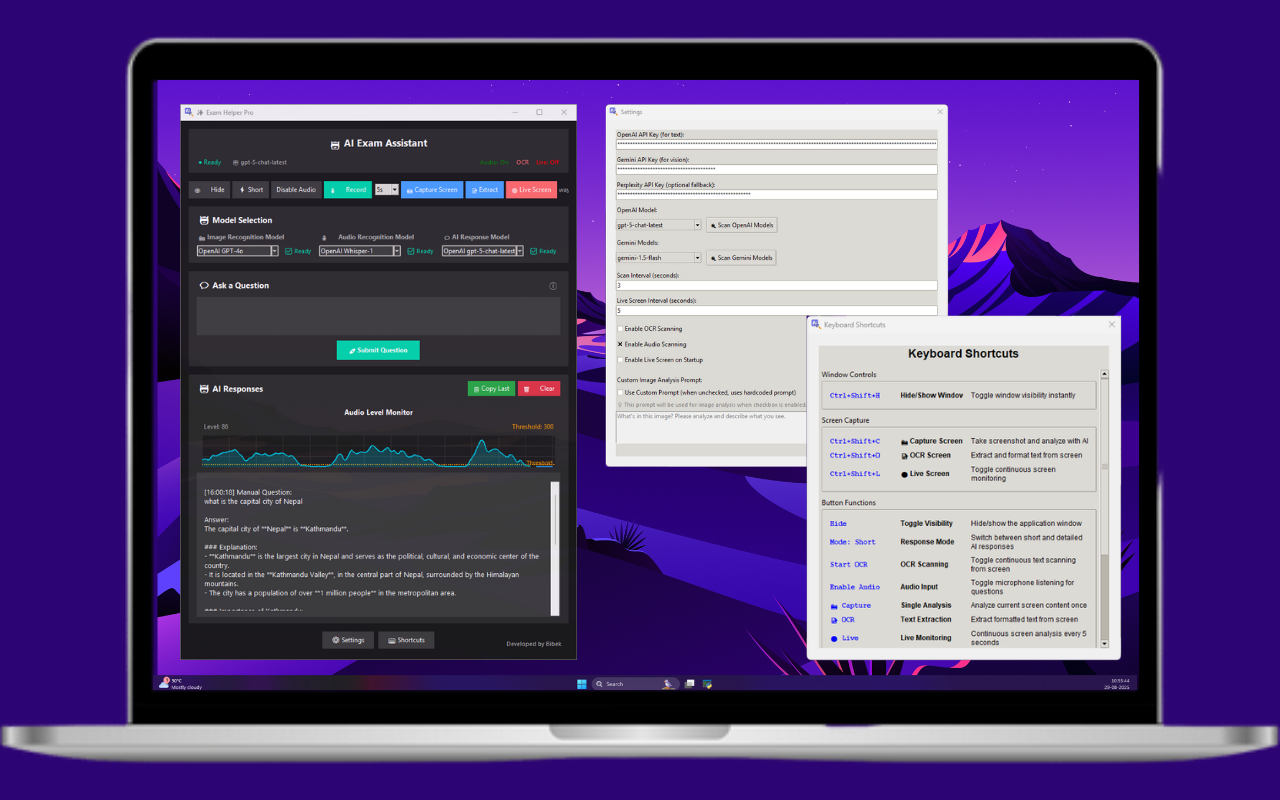 Exam Helper Pro
AI Exam Assistant
Ready
gpt-5-chat-latest
Audio: On
OCR
Live: Off
Hide
Short
Disable Audio
Record
5s
Capture Screen
Extract
Live Screen
Model Selection
Image Recognition Model
Audio Recognition Model
AI Response Model
OpenAI GPT-4o
Ready
OpenAI Whisper-1
Ready
OpenAI gpt-5-chat-latest
Ready
Ask a Question
Submit Question
AI Responses
Copy Last
Clear
Audio Level Monitor
Level: 86
Threshold: 300
Threshold
[16:00:18] Manual Question:
what is the capital city of Nepal
Answer:
The capital city of **Nepal** is **Kathmandu**.
### Explanation:
- **Kathmandu** is the largest city in Nepal and serves as the political, cultural, and economic center of the
country.
- It is located in the **Kathmandu Valley**, in the central part of Nepal, surrounded by the Himalayan
mountains.
- The city has a population of over **1 million people** in the metropolitan area.
Settings
Shortcuts
Developed by Bibek
Settings
OpenAI API Key (for text):
Gemini API Key (for vision):
Perplexity API Key (optional fallback):
OpenAI Model:
gpt-5-chat-latest
Scan OpenAI Models
Gemini Models:
gemini-1.5-flash
Scan Gemini Models
Scan Interval (seconds):
3
Live Screen Interval (seconds):
5
Enable OCR Scanning
Enable Audio Scanning
Enable Live Screen on Startup
Custom Image Analysis Prompt:
Use Custom Prompt (when unchecked, uses hardcoded prompt)
This prompt will be used for image analysis when checkbox is enabled
What's in this image? Please analyze and describe what you see.
Keyboard Shortcuts
Keyboard Shortcuts
Window Controls
Ctrl+Shift+H
Hide/Show Window
Toggle window visibility instantly
Screen Capture
Ctrl+Shift+C
Capture Screen
Take screenshot and analyze with AI
Ctrl+Shift+O
OCR Screen
Extract and format text from screen
Ctrl+Shift+L
Live Screen
Toggle continuous screen
monitoring
Button Functions
Hide
Toggle Visibility
Hide/show the application window
Mode: Short
Response Mode
Switch between short and detailed
AI responses
Start OCR
OCR Scanning
Toggle continuous text scanning
from screen
Enable Audio
Audio Input
Toggle microphone listening for
questions
Capture
Single Analysis
Analyze current screen content once
OCR
Text Extraction
Extract formatted text from screen
Live
Live Monitoring
Continuous screen analysis every 5
seconds
30°C
Mostly cloudy
Search
10:55:44
29-08-2025